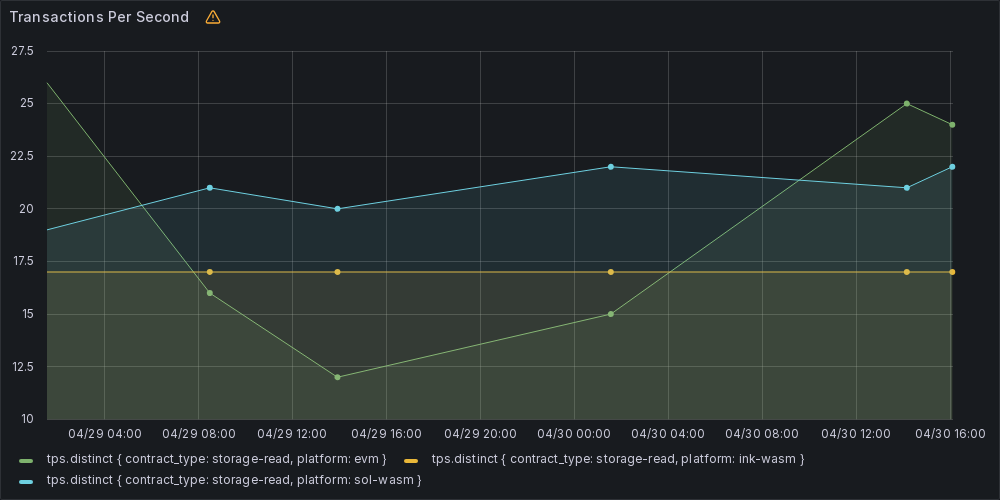 Transactions Per Second
27.5
25
22.5
20
17.5
15
12.5
10
04/29 04:00 04/29 08:00 04/29 12:00 04/29 16:00 04/29 20:00 04/30 00:00 04/30 04:00 04/30 08:00 04/30 12:00 04/30 16:00
tps.distinct { contract_type: storage-read, platform: evm } tps.distinct { contract_type: storage-read, platform: ink-wasm }
tps.distinct { contract_type: storage-read, platform: sol-wasm }